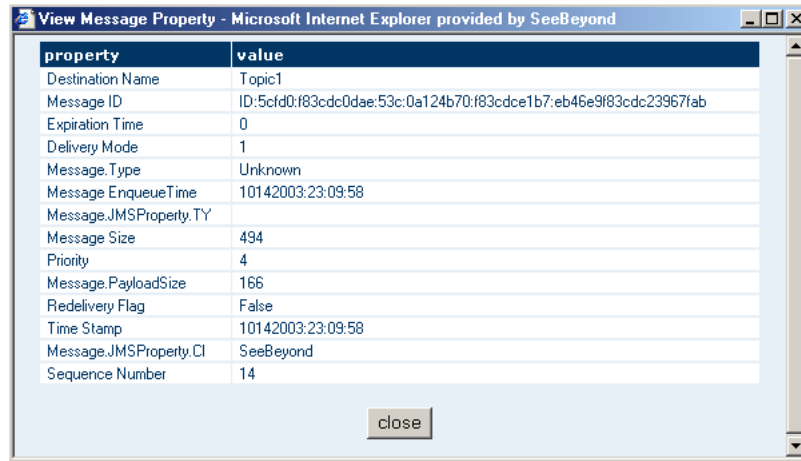 View Message Property - Microsoft Internet Explorer provided by SeeBeyond
property value
Destination Name Topic1
Message ID ID:5cfd0:f83cdc0dae:53c:0a124b70:f83cdce1b7:eb46e9f83cdc23967fab
Expiration Time 0
Delivery Mode 1
Message.Type Unknown
Message EnqueueTime 10142003:23:09:58
Message.JMSProperty.TY
Message Size 494
Priority 4
Message.PayloadSize 166
Redelivery Flag False
Time Stamp 10142003:23:09:58
Message.JMSProperty.CI SeeBeyond
Sequence Number 14
close